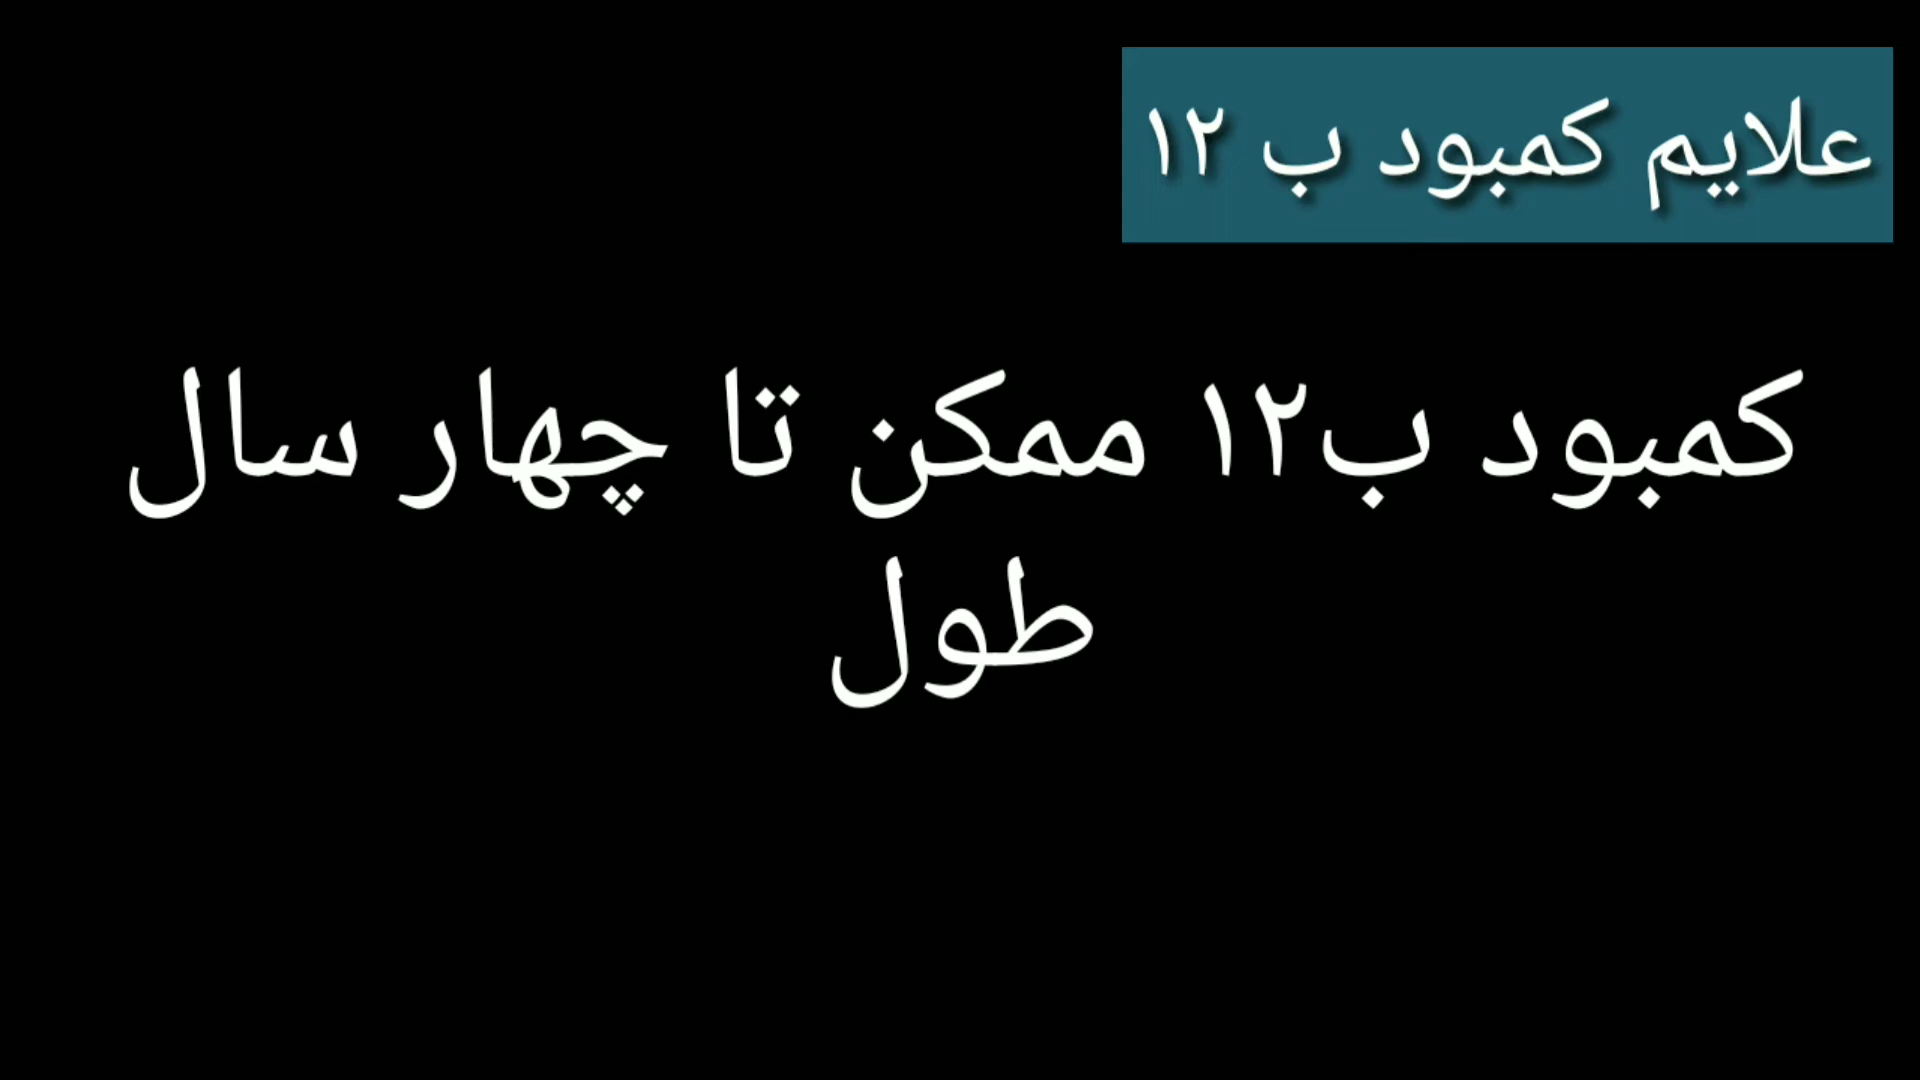 علایم کمبود ب ۱۲
کمبود ب۱۲ ممکن تا چهار سال
طول